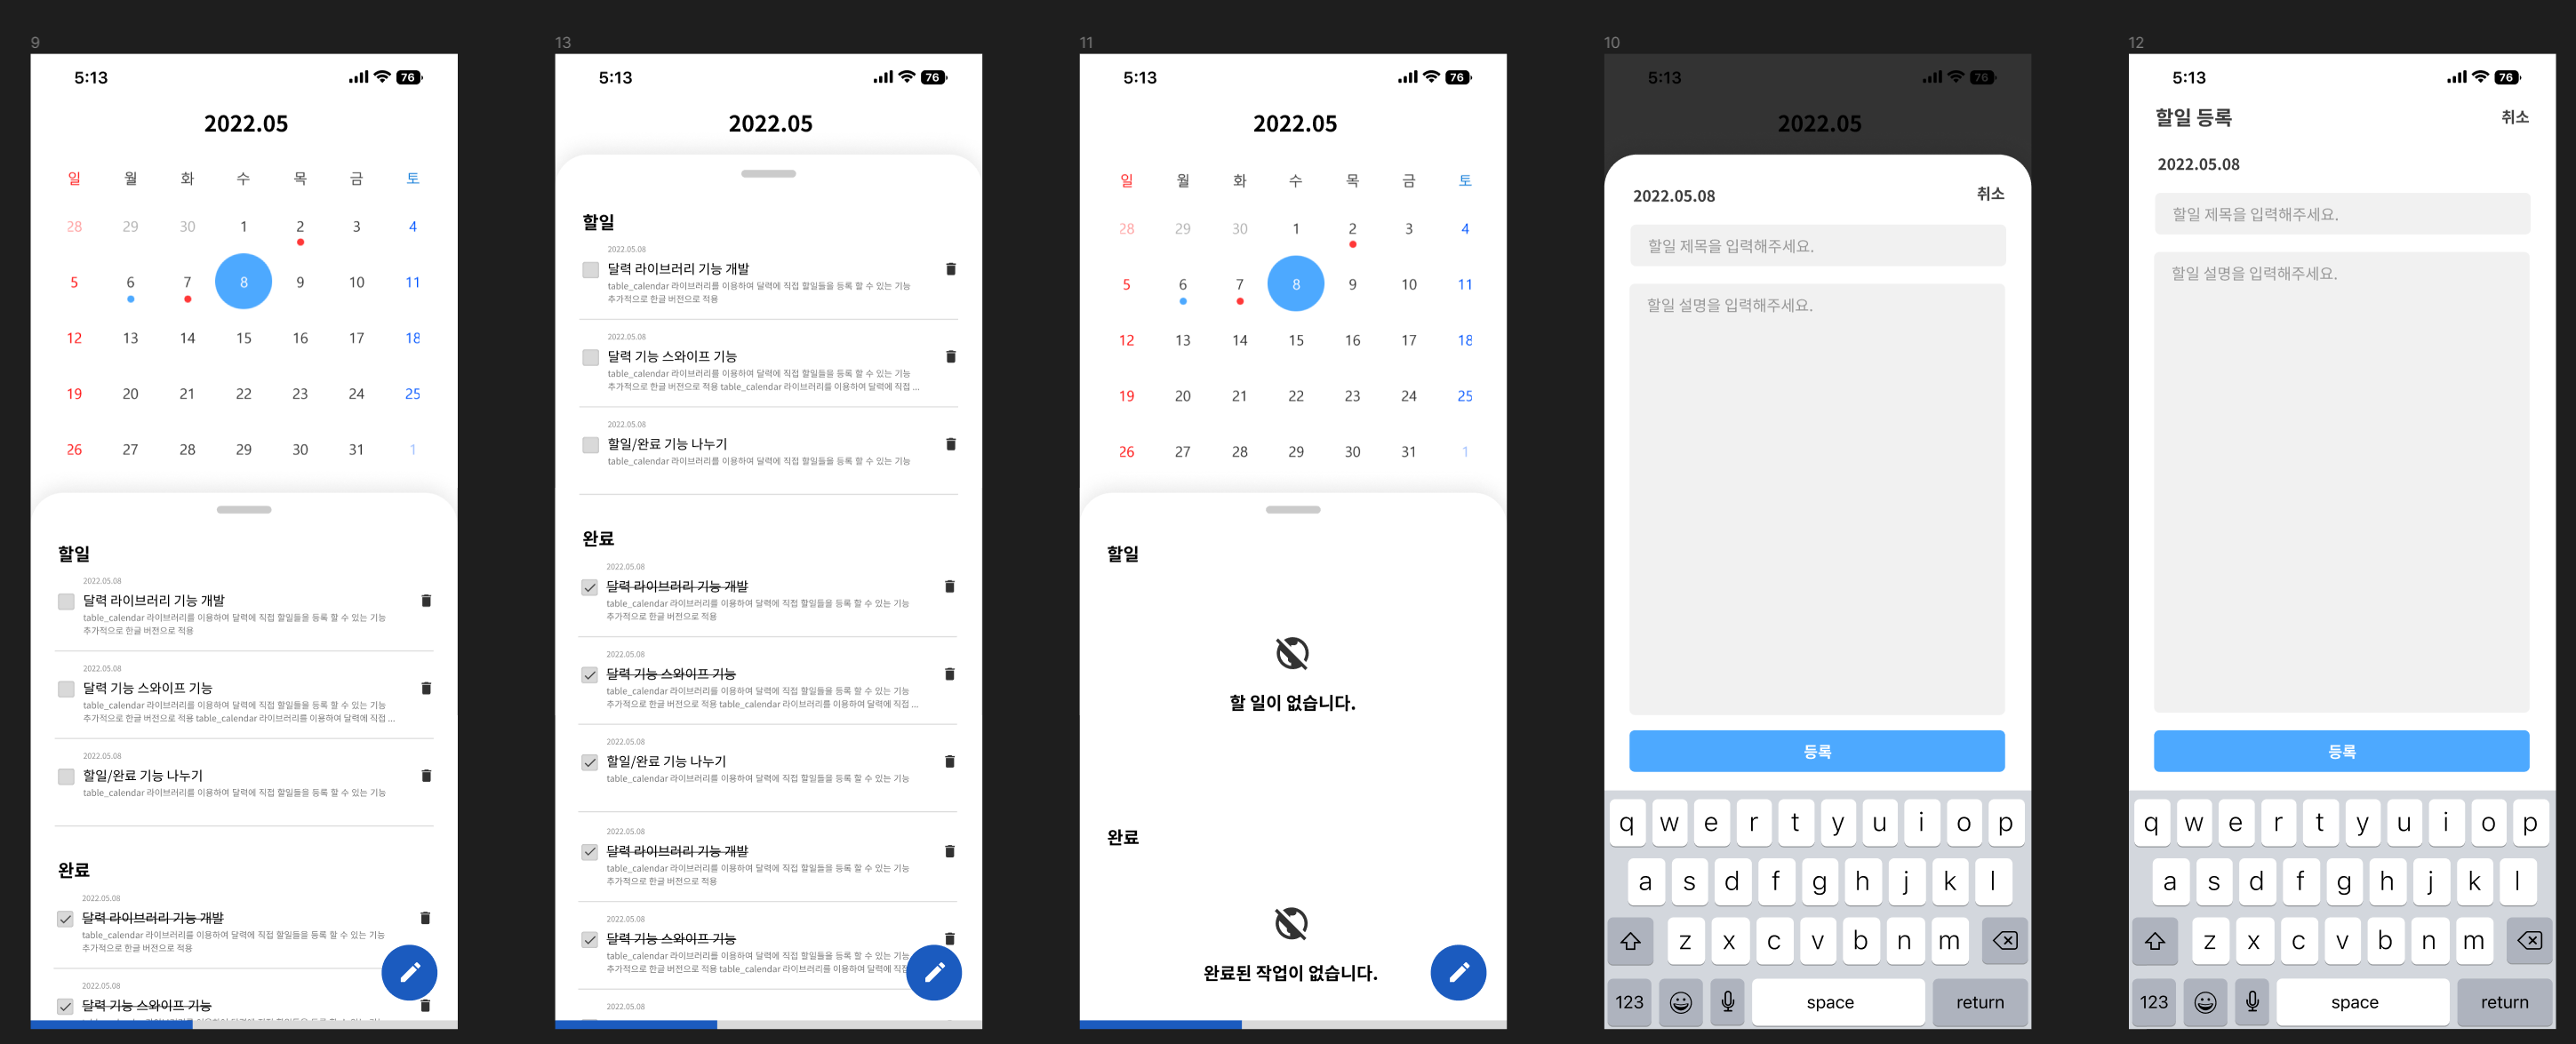 9
5:13
76
2022.05
일 월 화 수 목 금 토
28 29 30 1 2 3 4
5 6 7 8 9 10 11
12 13 14 15 16 17 18
19 20 21 22 23 24 25
26 27 28 29 30 31 1
할일
2022.05.08
달력 라이브러리 기능 개발
table_calendar 라이브러리를 이용하여 달력에 직접 할일들을 등록 할 수 있는 기능
추가적으로 한글 버전으로 적용
2022.05.08
달력 기능 스와이프 기능
table_calendar 라이브러리를 이용하여 달력에 직접 할일들을 등록 할 수 있는 기능
추가적으로 한글 버전으로 적용 table_calendar 라이브러리를 이용하여 달력에 직접 ...
2022.05.08
할일/완료 기능 나누기
table_calendar 라이브러리를 이용하여 달력에 직접 할일들을 등록 할 수 있는 기능
완료
2022.05.08
달력 라이브러리 기능 개발
table_calendar 라이브러리를 이용하여 달력에 직접 할일들을 등록 할 수 있는 기능
추가적으로 한글 버전으로 적용
2022.05.08
달력 기능 스와이프 기능
13
5:13
76
2022.05
할일
2022.05.08
달력 라이브러리 기능 개발
table_calendar 라이브러리를 이용하여 달력에 직접 할일들을 등록 할 수 있는 기능
추가적으로 한글 버전으로 적용
2022.05.08
달력 기능 스와이프 기능
table_calendar 라이브러리를 이용하여 달력에 직접 할일들을 등록 할 수 있는 기능
추가적으로 한글 버전으로 적용 table_calendar 라이브러리를 이용하여 달력에 직접 ...
2022.05.08
할일/완료 기능 나누기
table_calendar 라이브러리를 이용하여 달력에 직접 할일들을 등록 할 수 있는 기능
완료
2022.05.08
달력 라이브러리 기능 개발
table_calendar 라이브러리를 이용하여 달력에 직접 할일들을 등록 할 수 있는 기능
추가적으로 한글 버전으로 적용
2022.05.08
달력 기능 스와이프 기능
table_calendar 라이브러리를 이용하여 달력에 직접 할일들을 등록 할 수 있는 기능
추가적으로 한글 버전으로 적용 table_calendar 라이브러리를 이용하여 달력에 직접 ...
2022.05.08
할일/완료 기능 나누기
table_calendar 라이브러리를 이용하여 달력에 직접 할일들을 등록 할 수 있는 기능
2022.05.08
달력 라이브러리 기능 개발
table_calendar 라이브러리를 이용하여 달력에 직접 할일들을 등록 할 수 있는 기능
추가적으로 한글 버전으로 적용
2022.05.08
달력 기능 스와이프 기능
table_calendar 라이브러리를 이용하여 달력에 직접 할일들을 등록 할 수 있는 기능
추가적으로 한글 버전으로 적용 table_calendar 라이브러리를 이용하여 달력에 직접
2022.05.08
11
5:13
76
2022.05
일 월 화 수 목 금 토
28 29 30 1 2 3 4
5 6 7 8 9 10 11
12 13 14 15 16 17 18
19 20 21 22 23 24 25
26 27 28 29 30 31 1
할일
할 일이 없습니다.
완료
완료된 작업이 없습니다.
10
5:13
76
2022.05
2022.05.08 취소
할일 제목을 입력해주세요.
할일 설명을 입력해주세요.
등록
q w e r t y u i o p
a s d f g h j k l
z x c v b n m
123 space return
12
5:13
76
할일 등록 취소
2022.05.08
할일 제목을 입력해주세요.
할일 설명을 입력해주세요.
등록
q w e r t y u i o p
a s d f g h j k l
z x c v b n m
123 space return